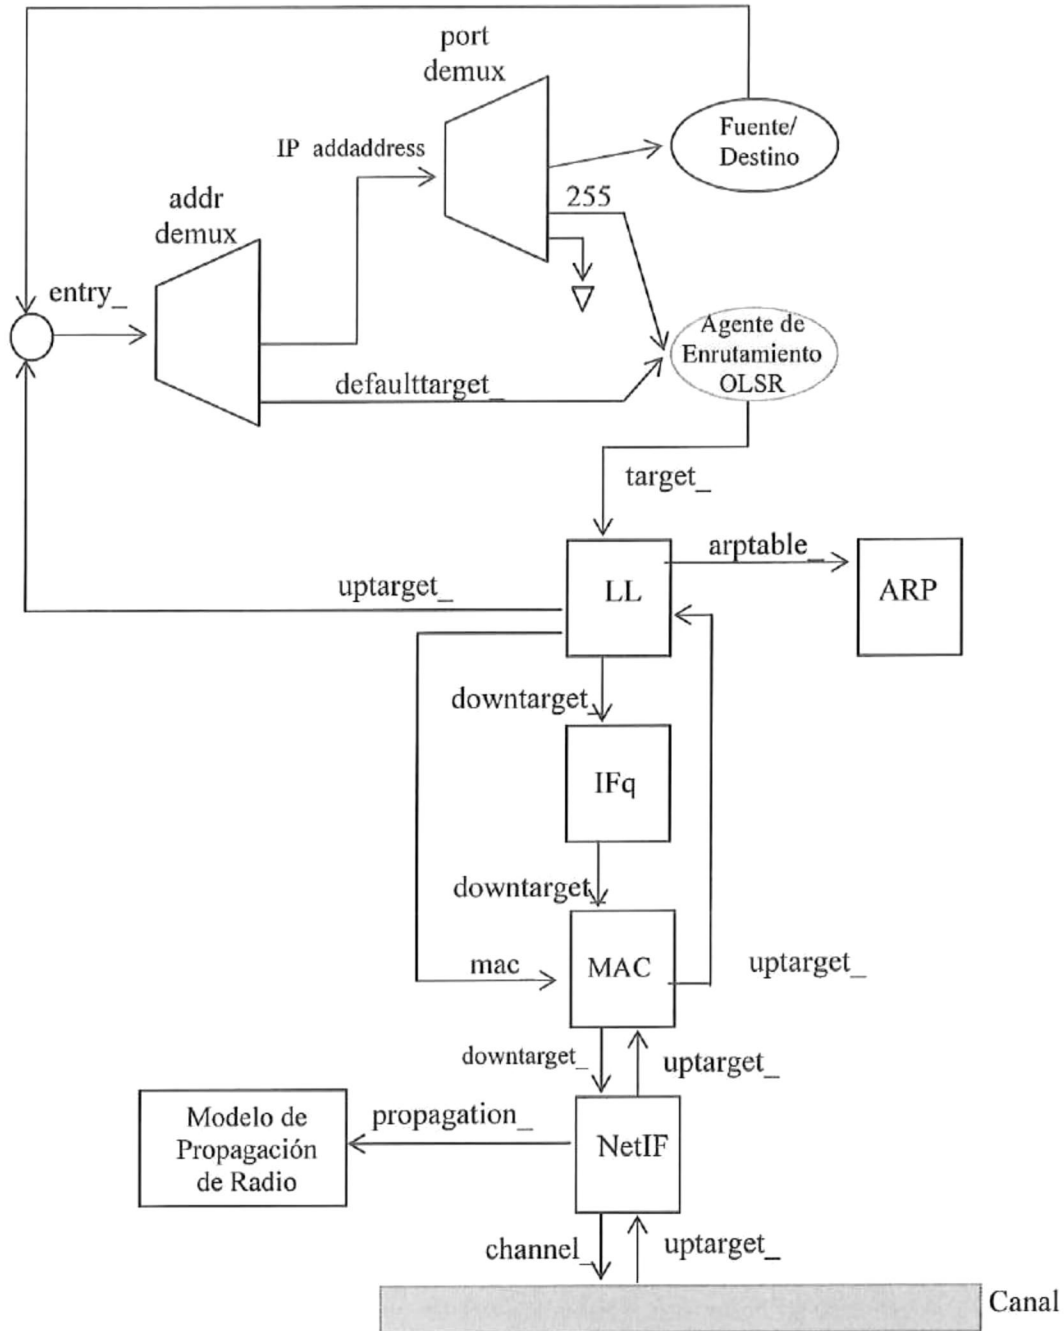 port
demux
Fuente/
Destino
IP addaddress
addr
demux
255
entry_
Agente de
Enrutamiento
OLSR
defaulttarget_
target_
arptable_
LL
ARP
uptarget_
downtarget_
IFq
downtarget_
mac
MAC
uptarget_
downtarget_
uptarget_
Modelo de
Propagación
de Radio
propagation_
NetIF
channel_
uptarget_
Canal